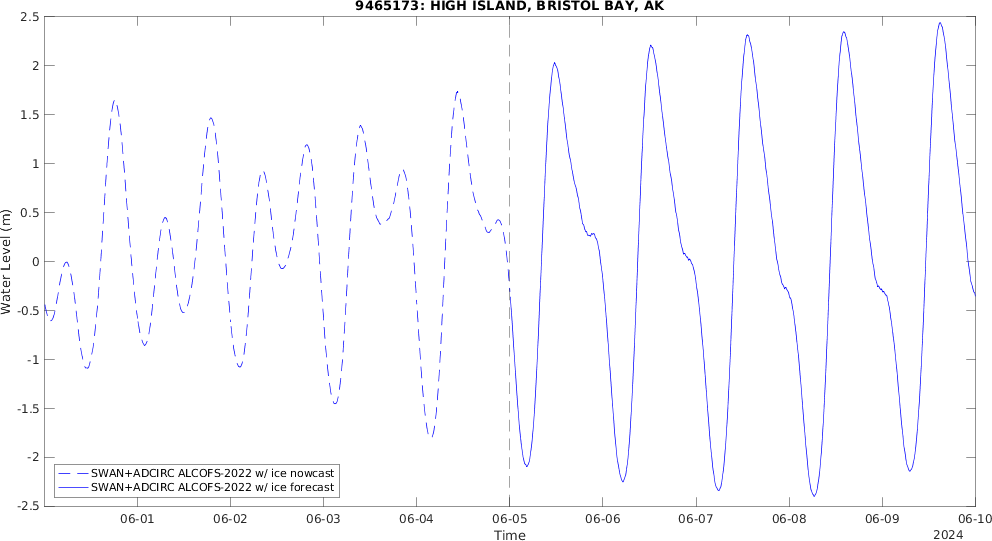 9465173: HIGH ISLAND, BRISTOL BAY, AK
2.5
2
1.5
1
0.5
0
-0.5
-1
-1.5
-2
-2.5
Water Level (m)
SWAN+ADCIRC ALCOFS-2022 w/ ice nowcast
SWAN+ADCIRC ALCOFS-2022 w/ ice forecast
06-01 06-02 06-03 06-04 06-05 06-06 06-07 06-08 06-09 06-10
Time
2024